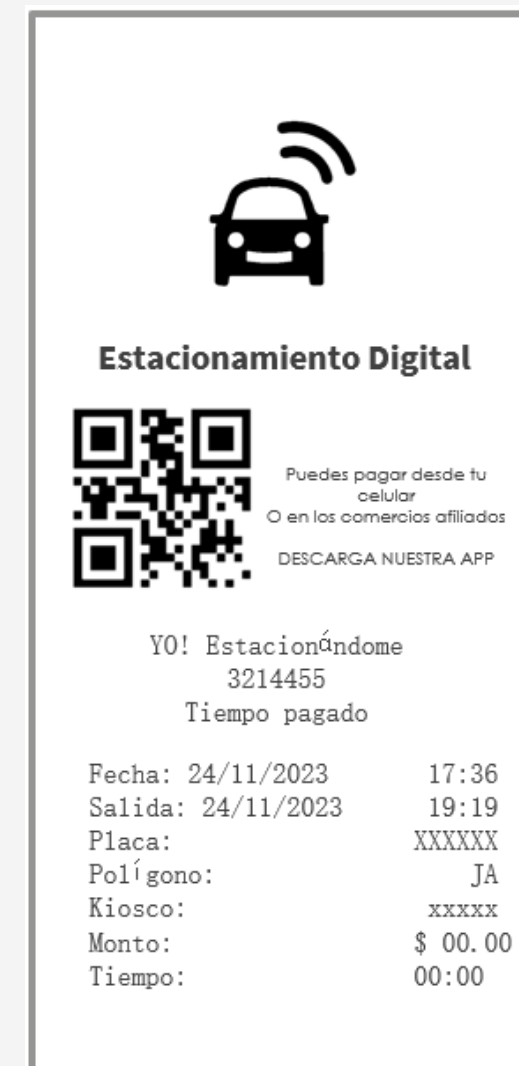 Estacionamiento Digital
Puedes pagar desde tu
celular
O en los comercios afiliados
DESCARGA NUESTRA APP
YO! Estacionándome
3214455
Tiempo pagado
Fecha: 24/11/2023 17:36
Salida: 24/11/2023 19:19
Placa: XXXXXX
Polígono: JA
Kiosco: xxxxx
Monto: $ 00.00
Tiempo: 00:00